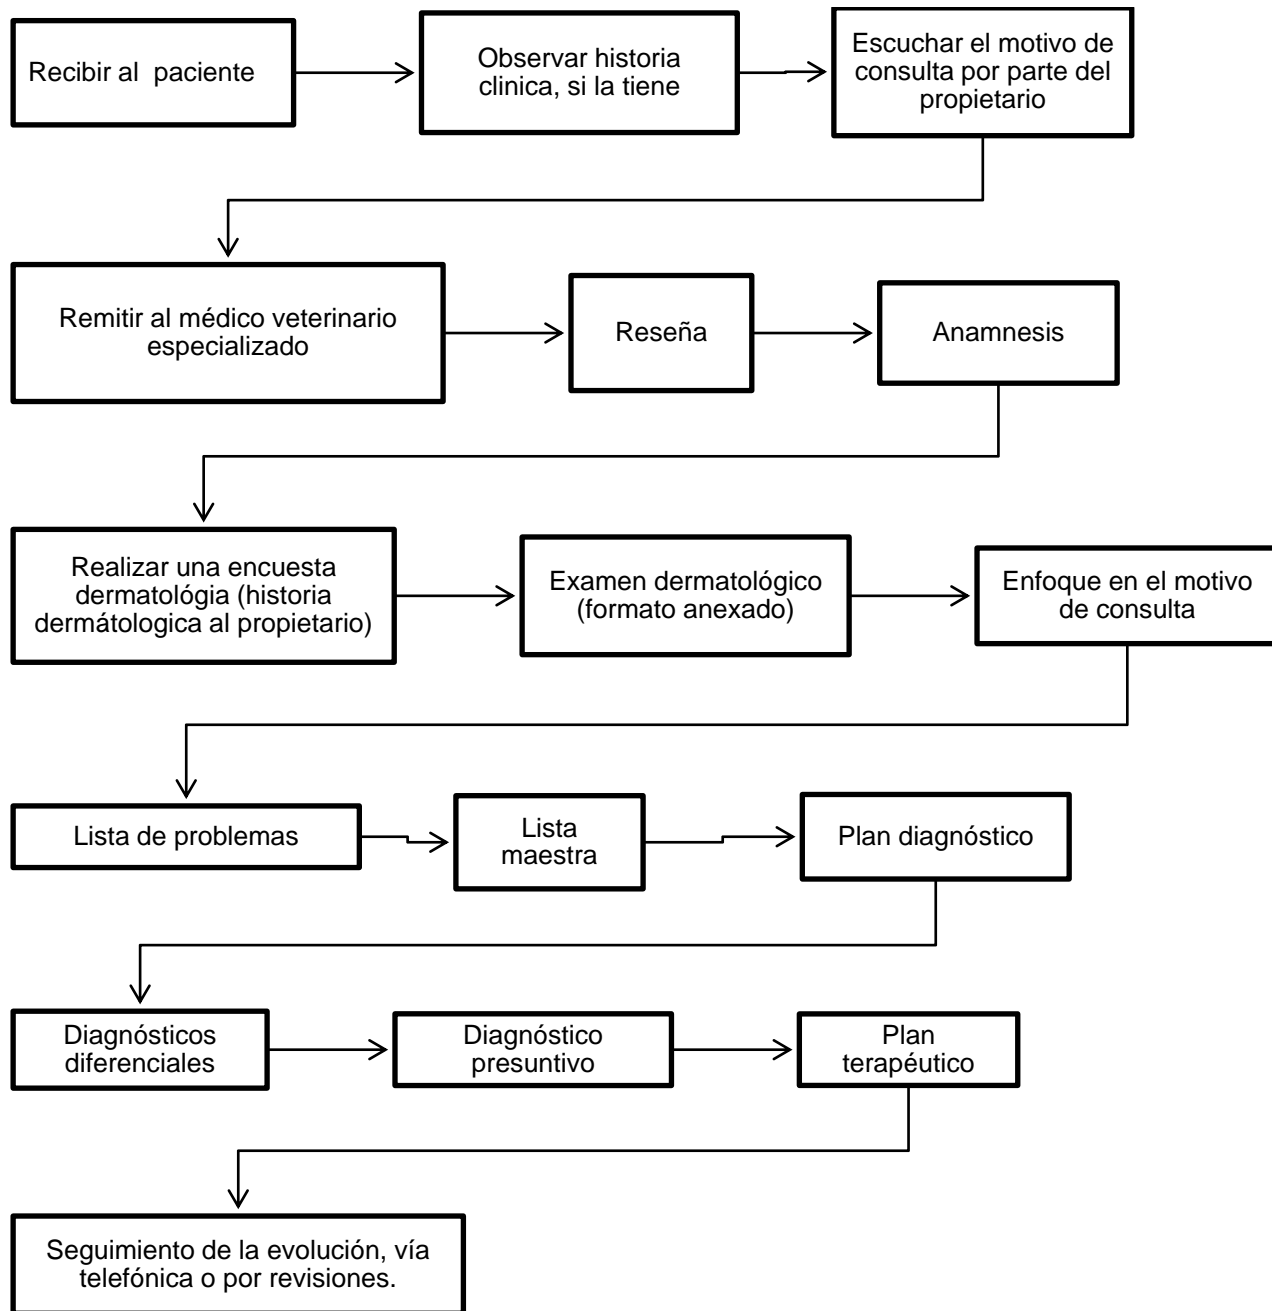 Recibir al  paciente
Observar historia
clinica, si la tiene
Escuchar el motivo de
consulta por parte del
propietario
Remitir al médico veterinario
especializado
Reseña
Anamnesis
Realizar una encuesta
dermatológia (historia
dermátologica al propietario)
Examen dermatológico
(formato anexado)
Enfoque en el motivo
de consulta
Lista de problemas
Lista
maestra
Plan diagnóstico
Diagnósticos
diferenciales
Diagnóstico
presuntivo
Plan
terapéutico
Seguimiento de la evolución, vía
telefónica o por revisiones.